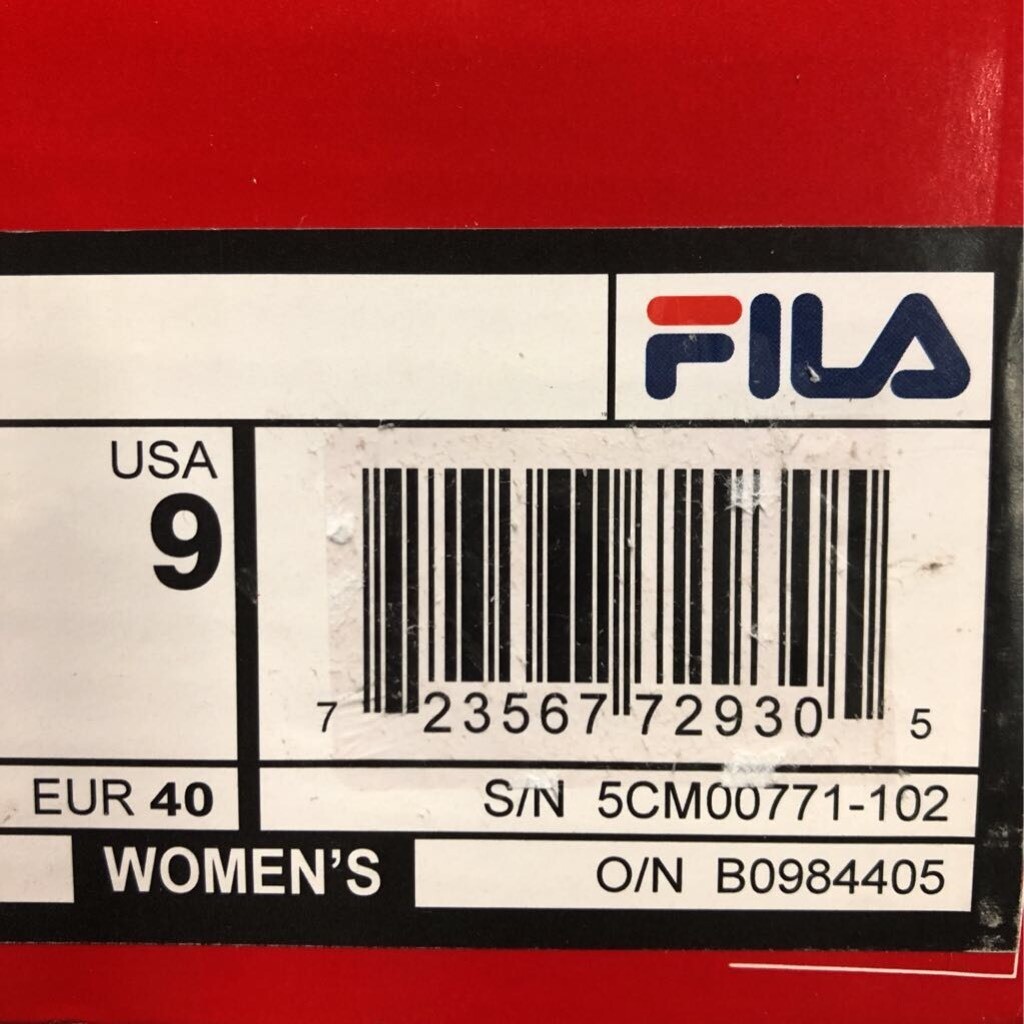 FILA
USA
9
7 23567 72930 5
EUR 40
S/N 5CM00771-102
WOMEN'S
O/N B0984405